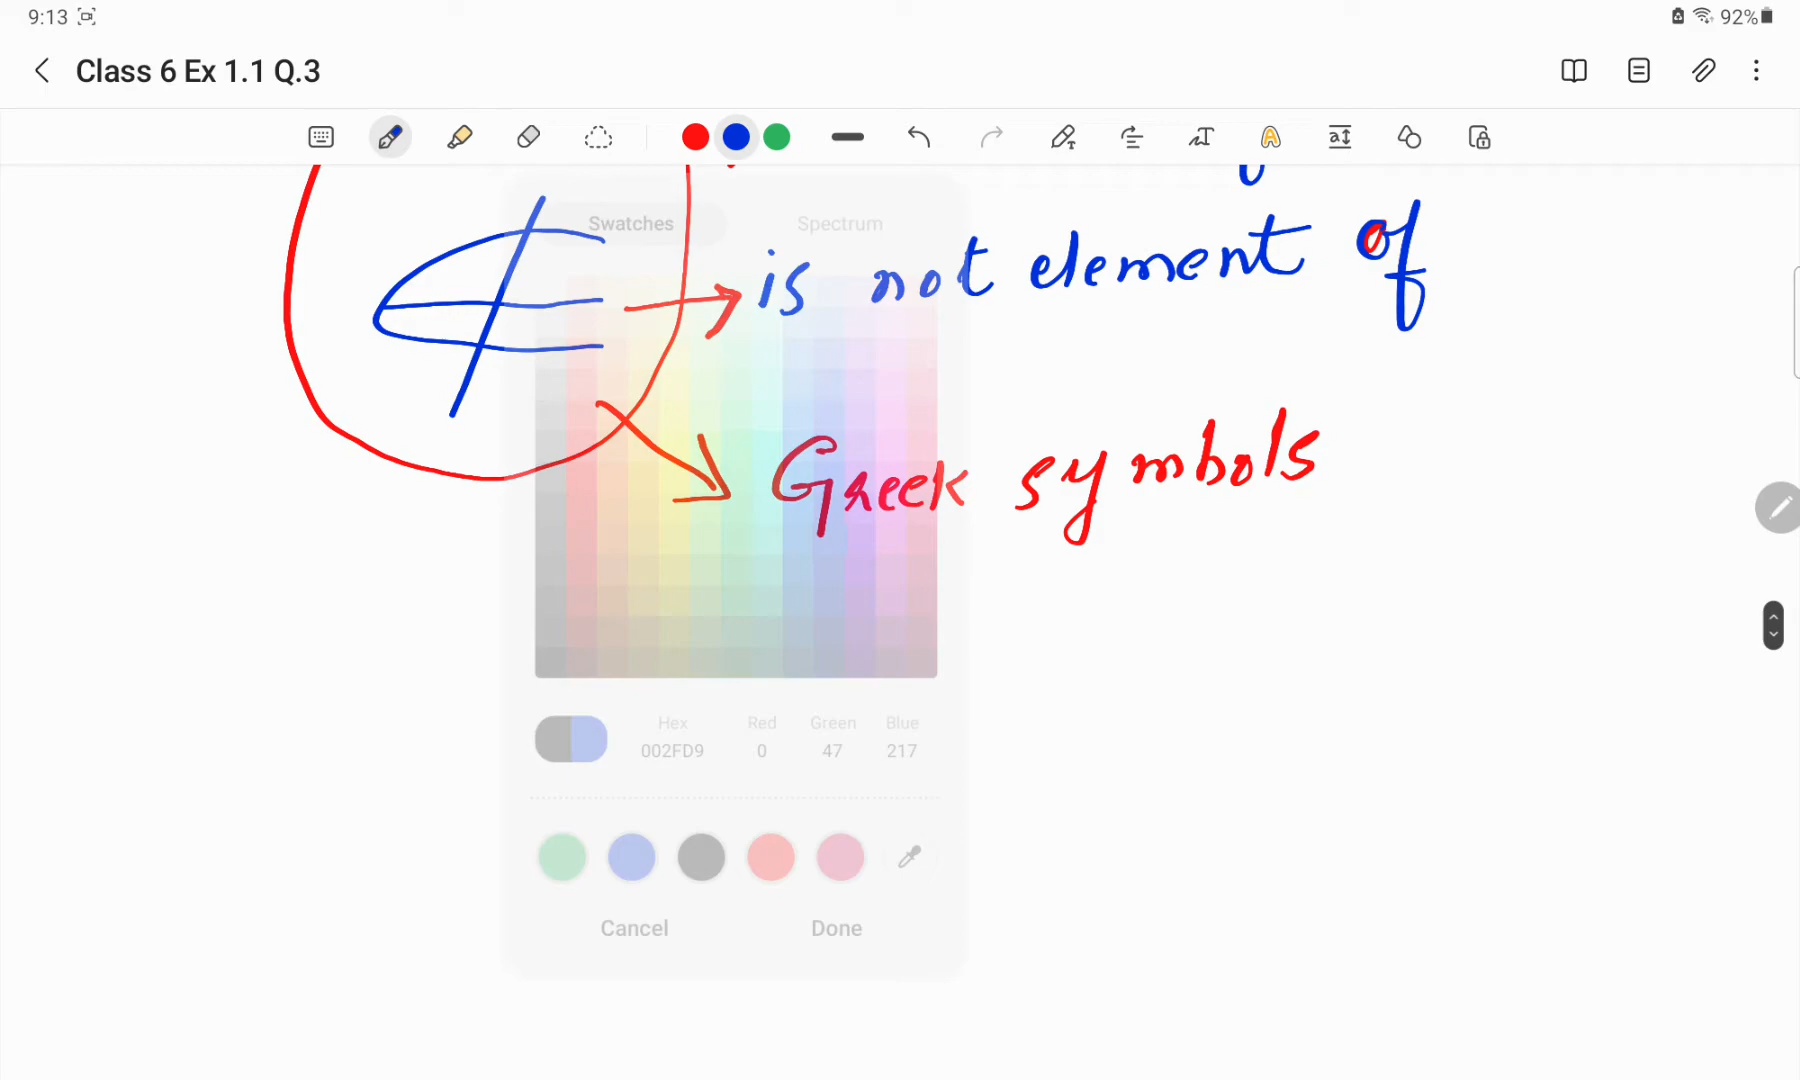 9:13
92%
Class 6 Ex 1.1 Q.3
Swatches Spectrum
∉ is not element of
Greek symbols
Hex Red Green Blue
002FD9 0 47 217
Cancel Done